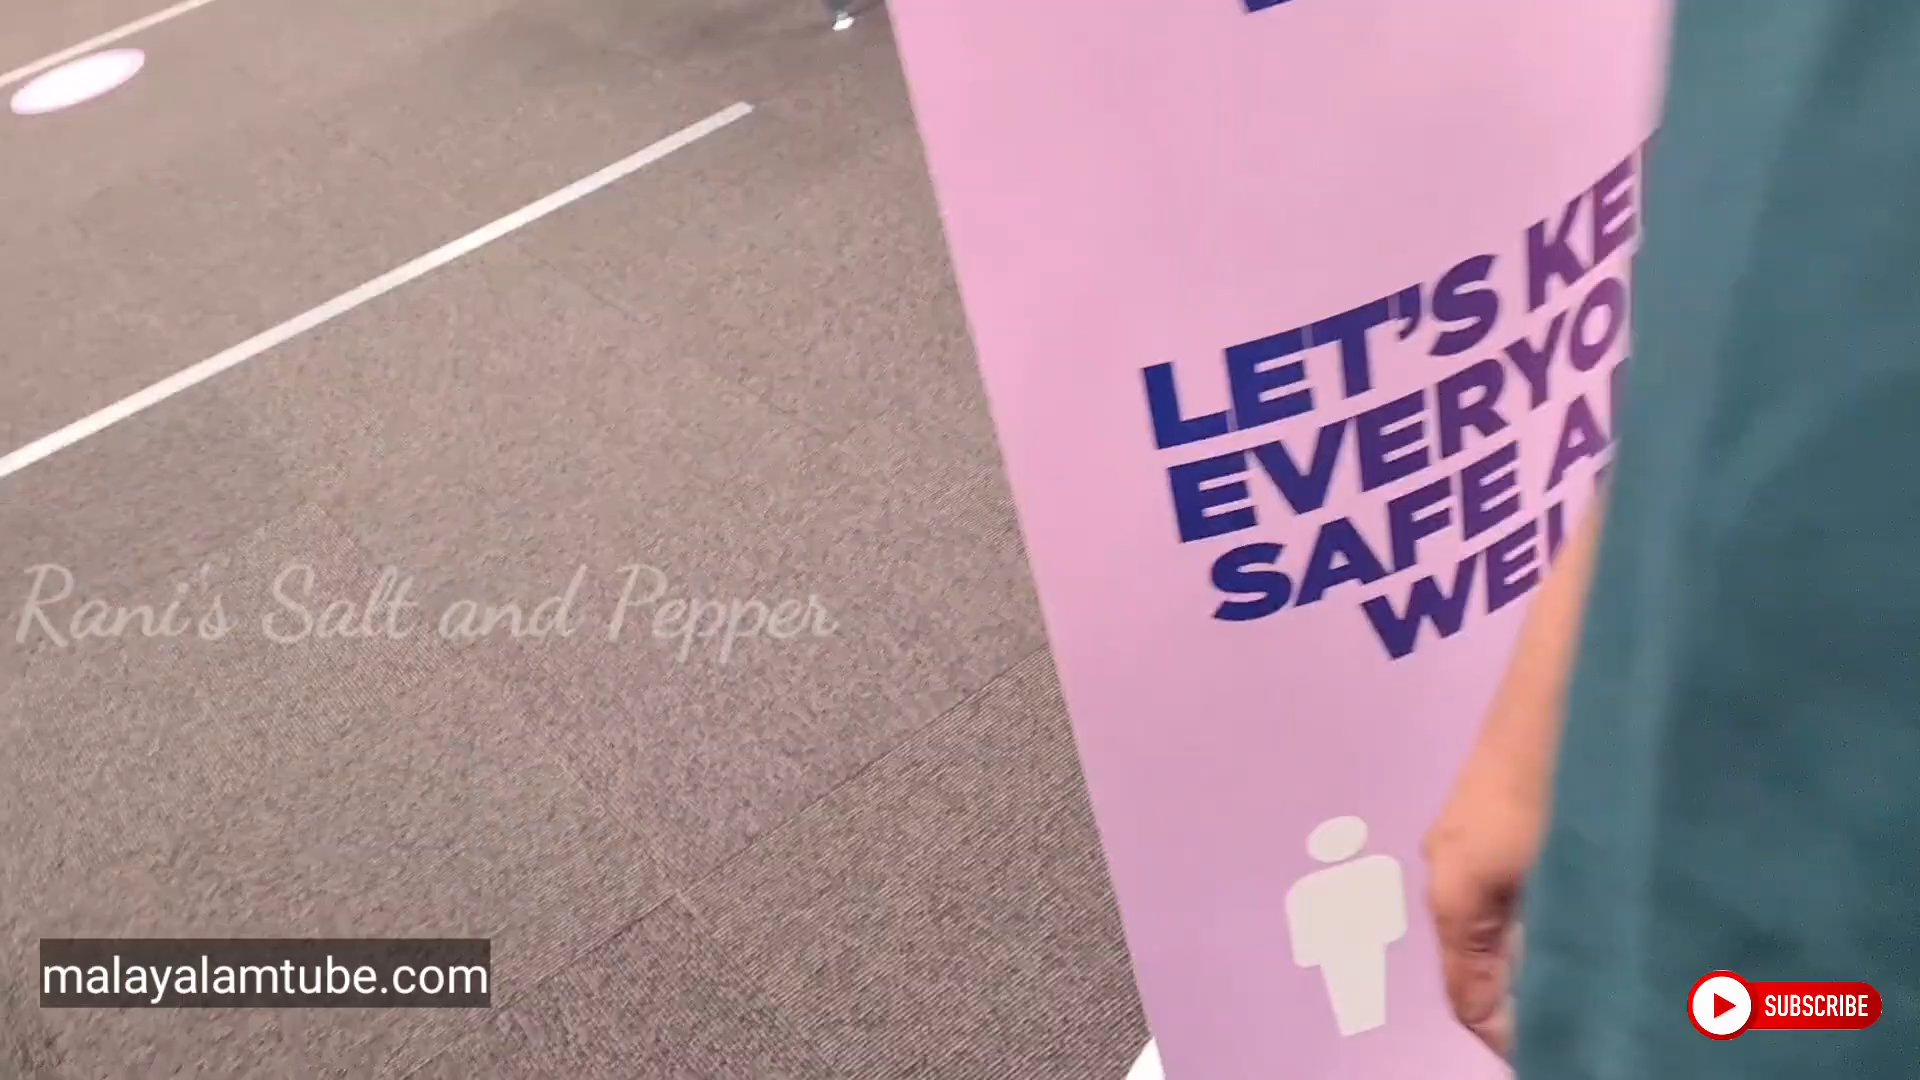 LET'S KE
EVERYO
SAFE A
WEL
Rani's Salt and Pepper
malayalamtube.com
SUBSCRIBE